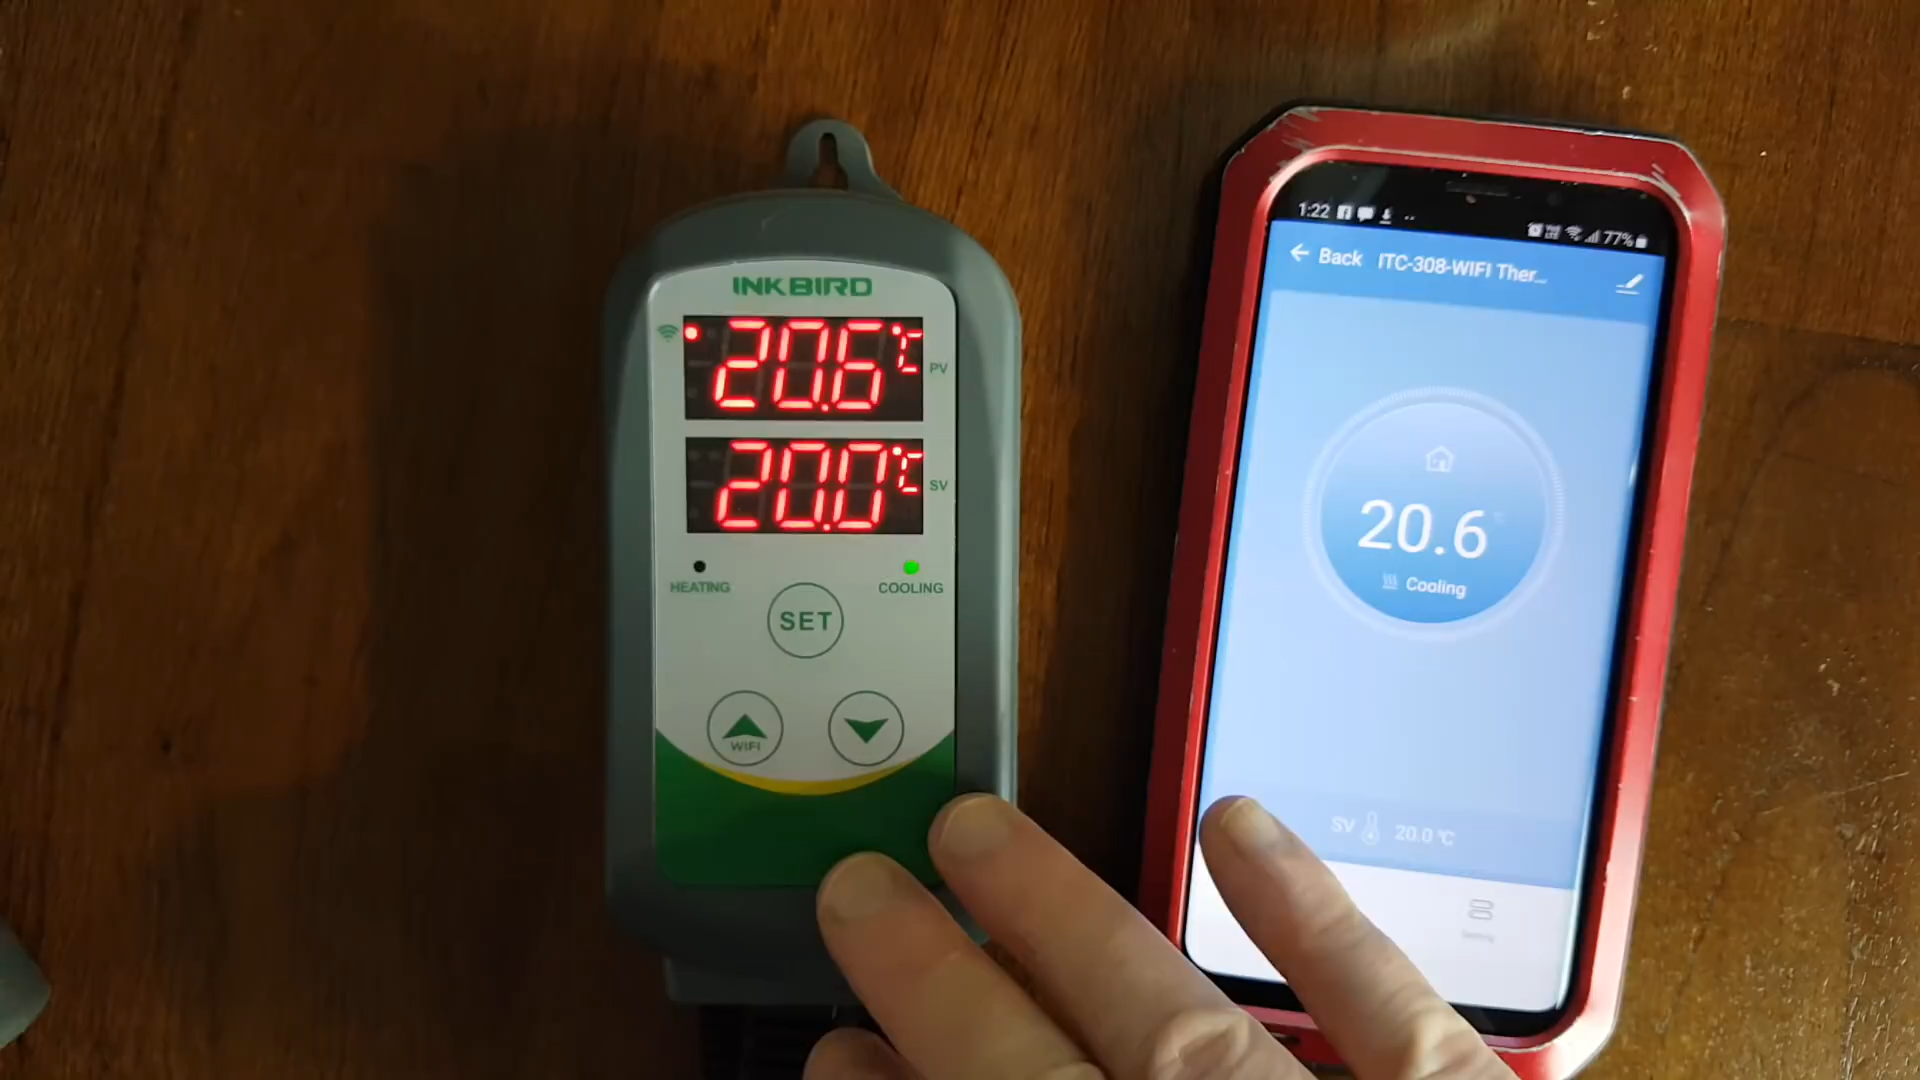 INKBIRD
20.6°C
PV
20.0°C
SV
HEATING
COOLING
SET
WIFI
1:22
77%
Back
ITC-308-WIFI Ther...
20.6
Cooling
SV
20.0 °C